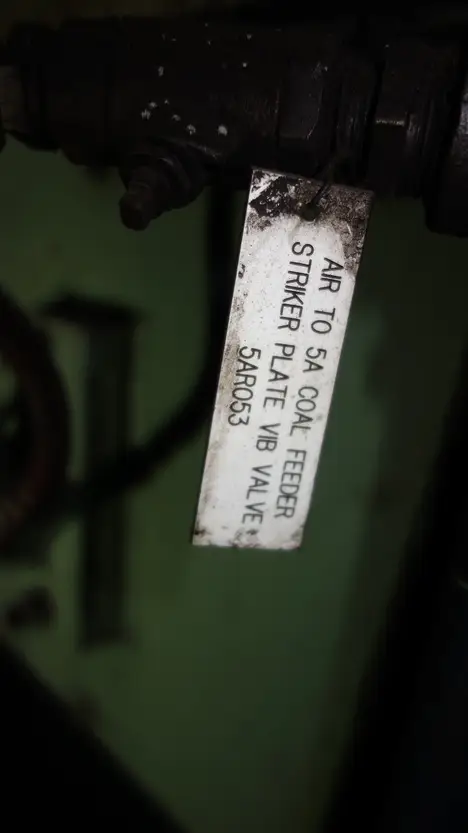 AIR TO 5A COAL FEEDER
STRIKER PLATE VIB VALVE
5AR053